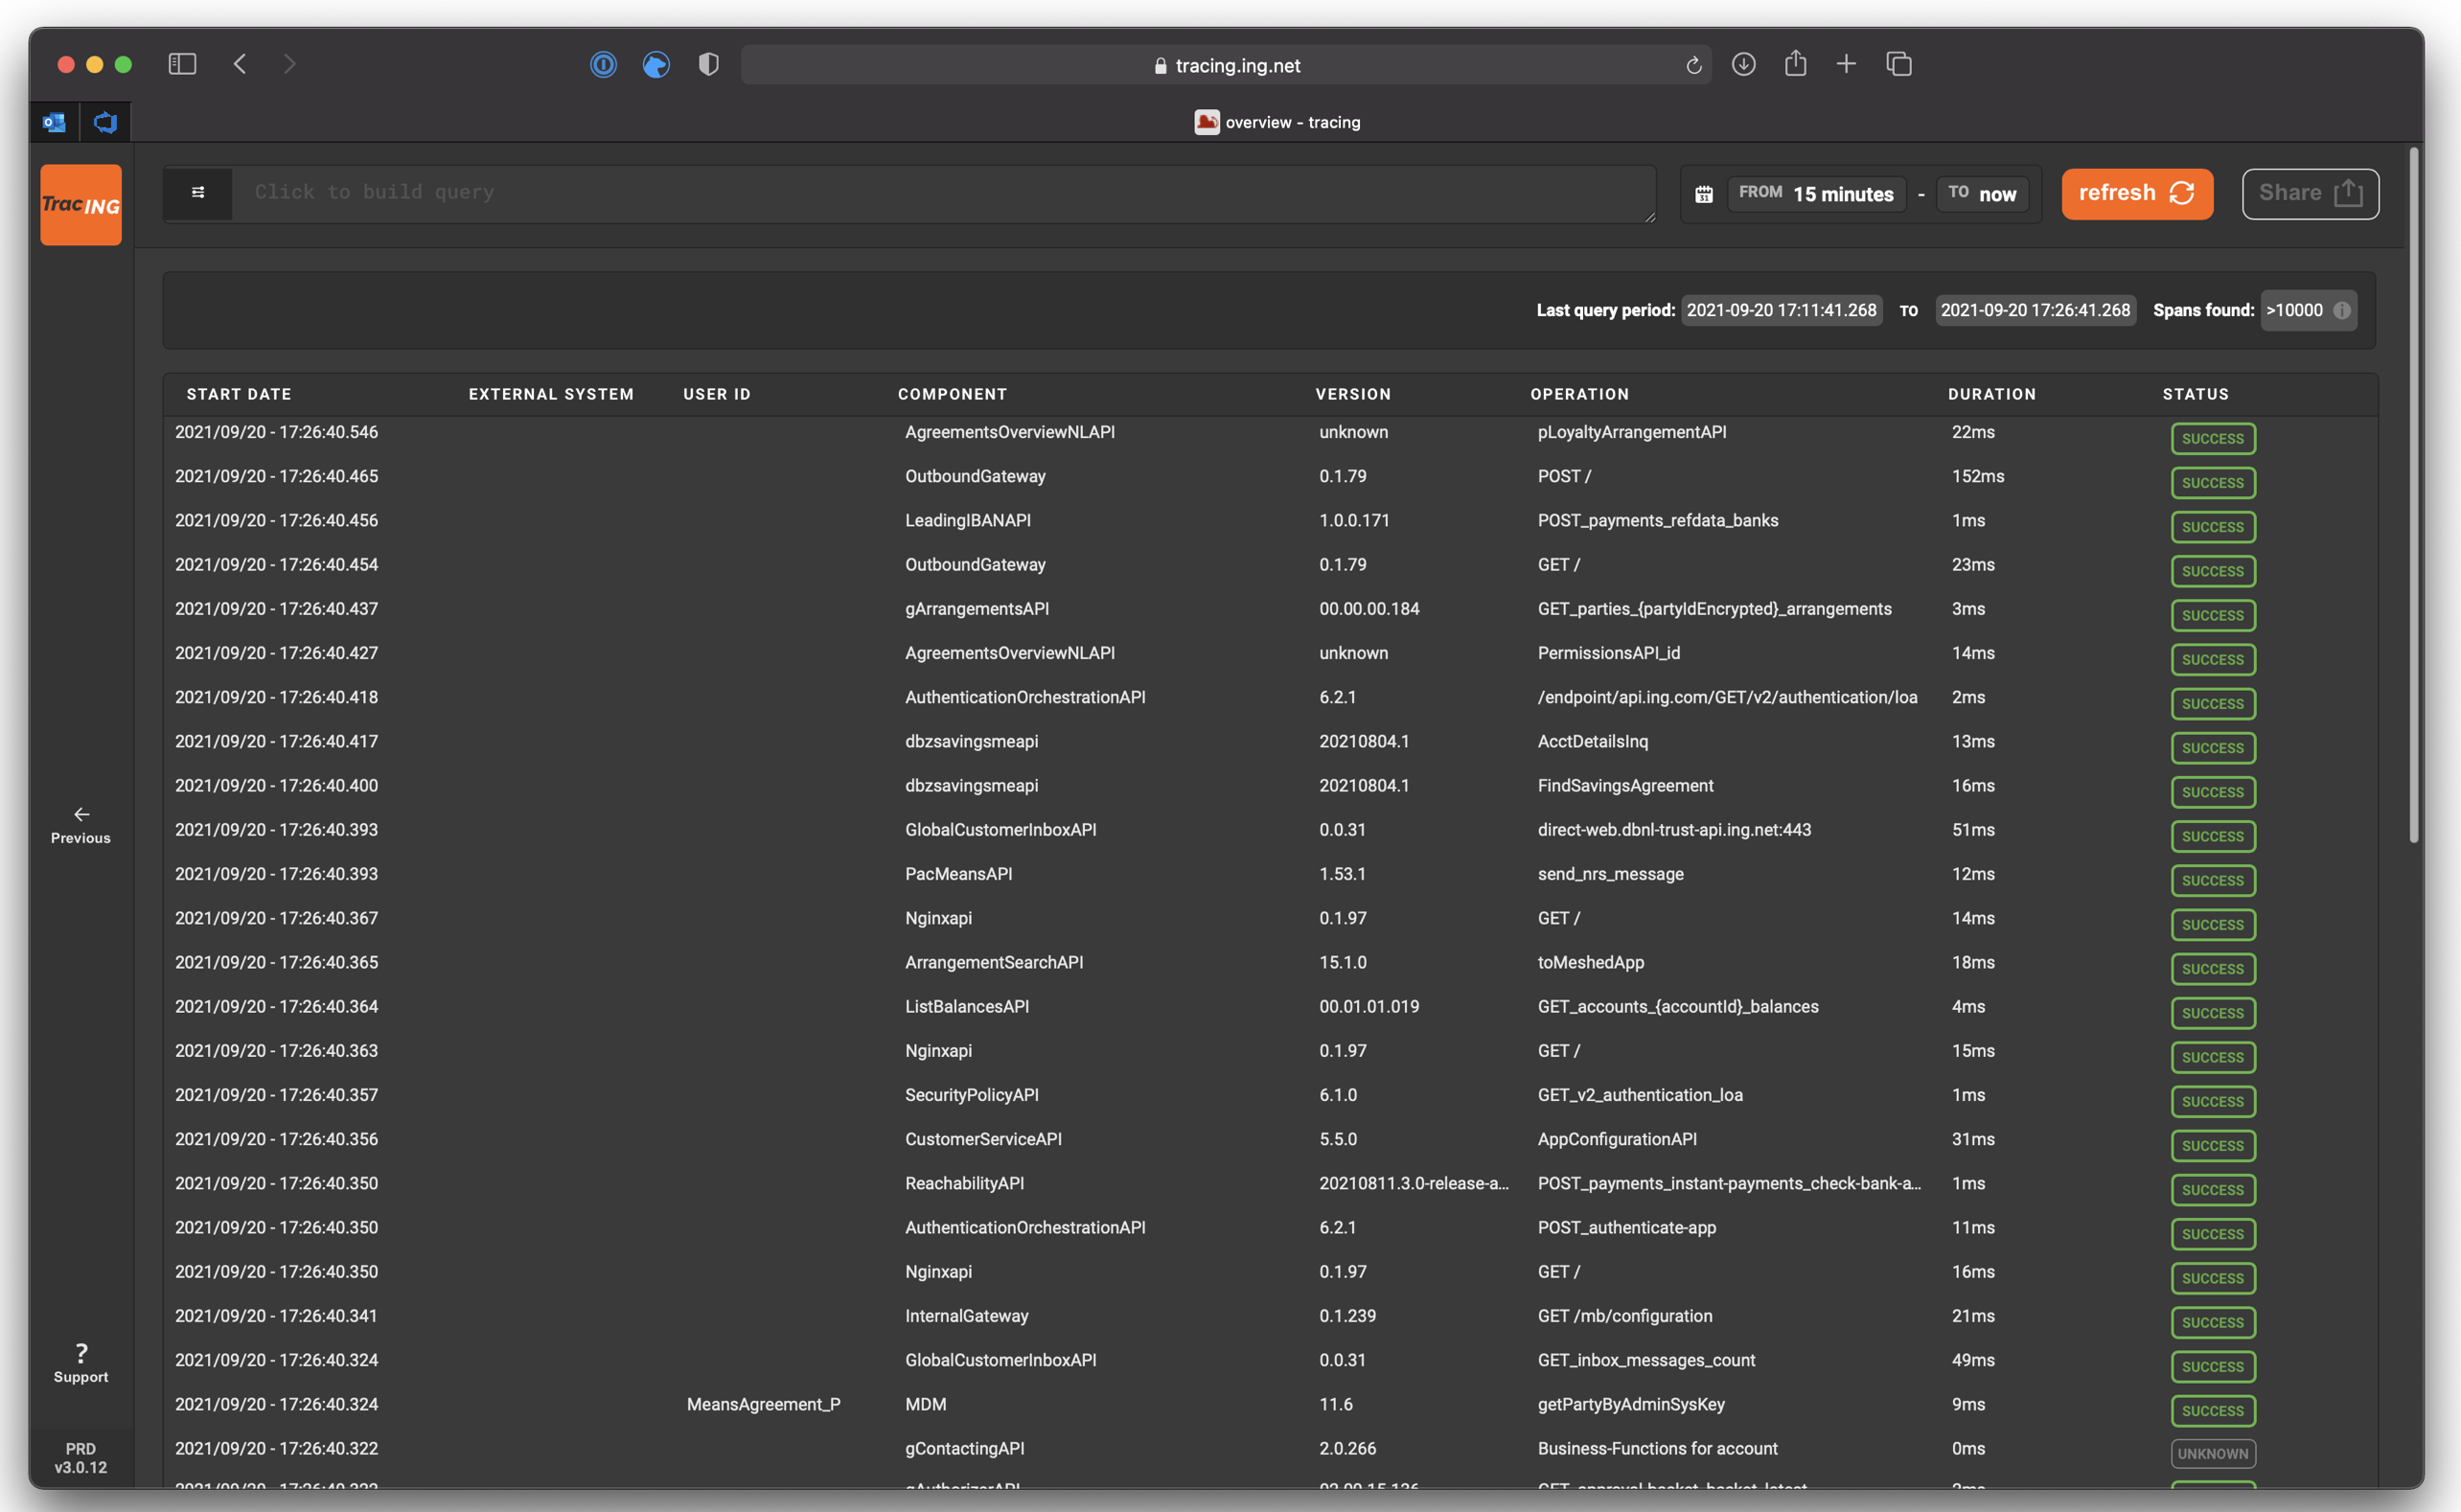 tracing.ing.net
overview - tracing
TracING
Click to build query
FROM 15 minutes - TO now
refresh
Share
Last query period: 2021-09-20 17:11:41.268 TO 2021-09-20 17:26:41.268 Spans found: >10000
START DATE EXTERNAL SYSTEM USER ID COMPONENT VERSION OPERATION DURATION STATUS
2021/09/20 - 17:26:40.546 AgreementsOverviewNLAPI unknown pLoyaltyArrangementAPI 22ms SUCCESS
2021/09/20 - 17:26:40.465 OutboundGateway 0.1.79 POST / 152ms SUCCESS
2021/09/20 - 17:26:40.456 LeadingIBANAPI 1.0.0.171 POST_payments_refdata_banks 1ms SUCCESS
2021/09/20 - 17:26:40.454 OutboundGateway 0.1.79 GET / 23ms SUCCESS
2021/09/20 - 17:26:40.437 gArrangementsAPI 00.00.00.184 GET_parties_{partyIdEncrypted}_arrangements 3ms SUCCESS
2021/09/20 - 17:26:40.427 AgreementsOverviewNLAPI unknown PermissionsAPI_id 14ms SUCCESS
2021/09/20 - 17:26:40.418 AuthenticationOrchestrationAPI 6.2.1 /endpoint/api.ing.com/GET/v2/authentication/loa 2ms SUCCESS
2021/09/20 - 17:26:40.417 dbzsavingsmeapi 20210804.1 AcctDetailsInq 13ms SUCCESS
2021/09/20 - 17:26:40.400 dbzsavingsmeapi 20210804.1 FindSavingsAgreement 16ms SUCCESS
2021/09/20 - 17:26:40.393 GlobalCustomerInboxAPI 0.0.31 direct-web.dbnl-trust-api.ing.net:443 51ms SUCCESS
2021/09/20 - 17:26:40.393 PacMeansAPI 1.53.1 send_nrs_message 12ms SUCCESS
2021/09/20 - 17:26:40.367 Nginxapi 0.1.97 GET / 14ms SUCCESS
2021/09/20 - 17:26:40.365 ArrangementSearchAPI 15.1.0 toMeshedApp 18ms SUCCESS
2021/09/20 - 17:26:40.364 ListBalancesAPI 00.01.01.019 GET_accounts_{accountId}_balances 4ms SUCCESS
2021/09/20 - 17:26:40.363 Nginxapi 0.1.97 GET / 15ms SUCCESS
2021/09/20 - 17:26:40.357 SecurityPolicyAPI 6.1.0 GET_v2_authentication_loa 1ms SUCCESS
2021/09/20 - 17:26:40.356 CustomerServiceAPI 5.5.0 AppConfigurationAPI 31ms SUCCESS
2021/09/20 - 17:26:40.350 ReachabilityAPI 20210811.3.0-release-a... POST_payments_instant-payments_check-bank-a... 1ms SUCCESS
2021/09/20 - 17:26:40.350 AuthenticationOrchestrationAPI 6.2.1 POST_authenticate-app 11ms SUCCESS
2021/09/20 - 17:26:40.350 Nginxapi 0.1.97 GET / 16ms SUCCESS
2021/09/20 - 17:26:40.341 InternalGateway 0.1.239 GET /mb/configuration 21ms SUCCESS
2021/09/20 - 17:26:40.324 GlobalCustomerInboxAPI 0.0.31 GET_inbox_messages_count 49ms SUCCESS
2021/09/20 - 17:26:40.324 MeansAgreement_P MDM 11.6 getPartyByAdminSysKey 9ms SUCCESS
2021/09/20 - 17:26:40.322 gContactingAPI 2.0.266 Business-Functions for account 0ms UNKNOWN
Previous
Support
PRD
v3.0.12